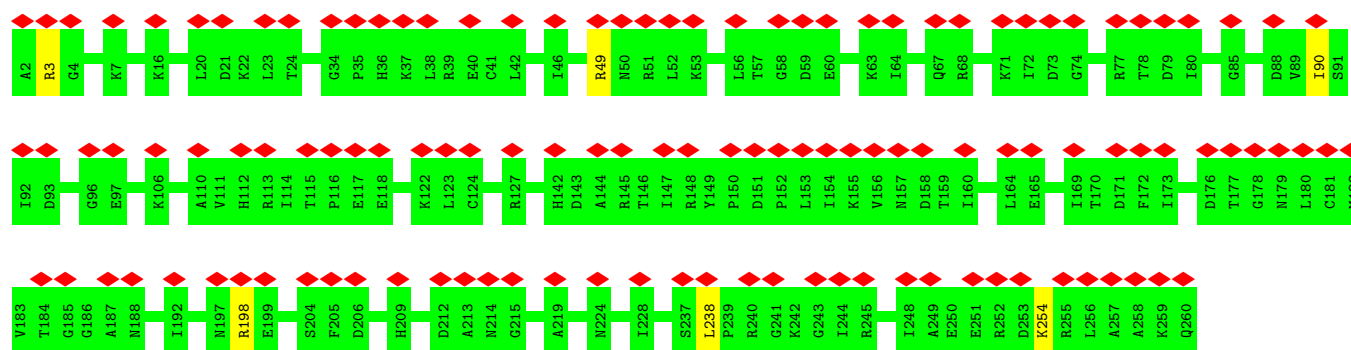 A2 R3 G4 K7 K16 L20 D21 K22 L23 T24 G34 P35 H36 K37 L38 R39 E40 C41 L42 I46 R49 N50 R51 L52 K53 L56 T57 G58 D59 E60 K63 I64 Q67 R68 K71 I72 D73 G74 R77 T78 D79 I80 G85 D88 V89 I90 S91
I92 D93 G96 E97 K106 A110 V111 H112 R113 I114 T115 P116 E117 E118 K122 L123 C124 R127 H142 D143 A144 R145 T146 I147 R148 Y149 P150 D151 P152 L153 I154 K155 V156 N157 D158 T159 I160 L164 E165 I169 T170 D171 F172 I173 D176 T177 G178 N179 L180 C181
V183 T184 G185 G186 A187 N188 I192 N197 R198 E199 S204 F205 D206 H209 D212 A213 N214 G215 A219 N224 I228 S237 L238 P239 R240 G241 K242 G243 I244 R245 I248 A249 E250 E251 R252 D253 K254 R255 L256 A257 A258 K259 Q260